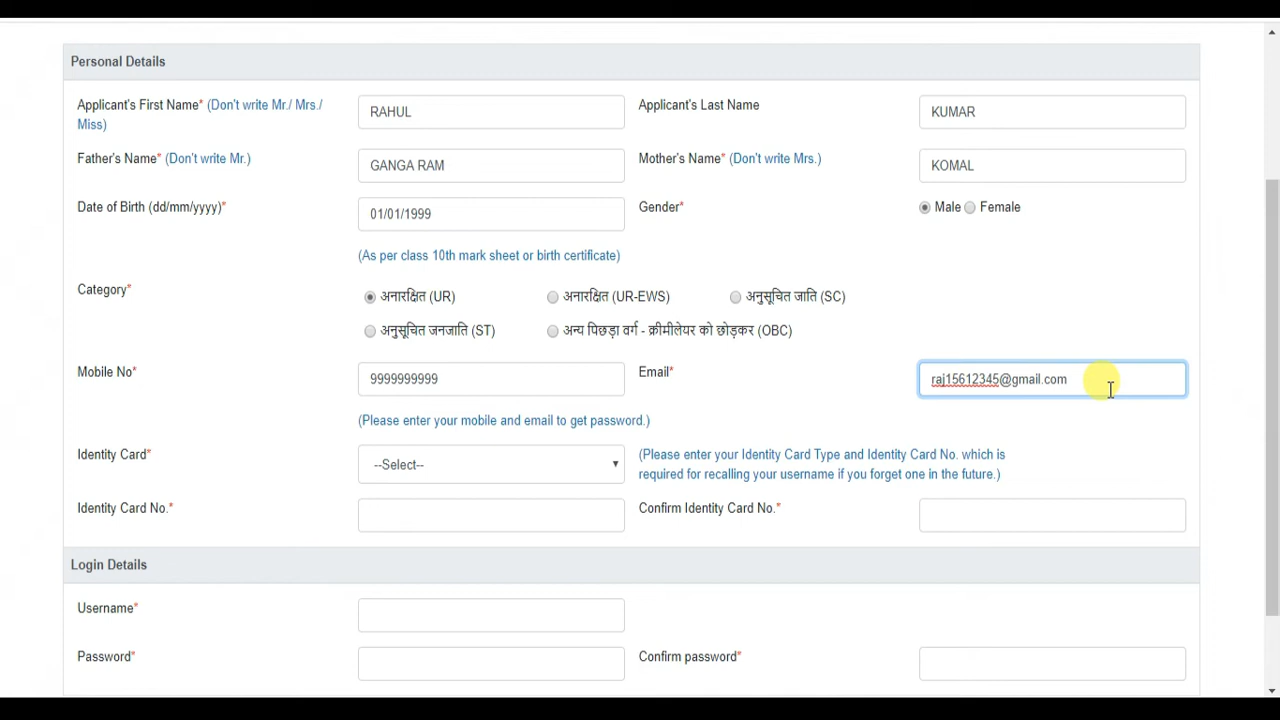 Personal Details
Applicant's First Name* (Don't write Mr./ Mrs./
Miss)
RAHUL
Applicant's Last Name
KUMAR
Father's Name* (Don't write Mr.)
GANGA RAM
Mother's Name* (Don't write Mrs.)
KOMAL
Date of Birth (dd/mm/yyyy)*
01/01/1999
Gender*
Male
Female
(As per class 10th mark sheet or birth certificate)
Category*
अनारक्षित (UR)
अनारक्षित (UR-EWS)
अनुसूचित जाति (SC)
अनुसूचित जनजाति (ST)
अन्य पिछड़ा वर्ग - क्रीमीलेयर को छोड़कर (OBC)
Mobile No*
9999999999
Email*
raj15612345@gmail.com
(Please enter your mobile and email to get password.)
Identity Card*
--Select--
(Please enter your Identity Card Type and Identity Card No. which is
required for recalling your username if you forget one in the future.)
Identity Card No.*
Confirm Identity Card No.*
Login Details
Username*
Password*
Confirm password*